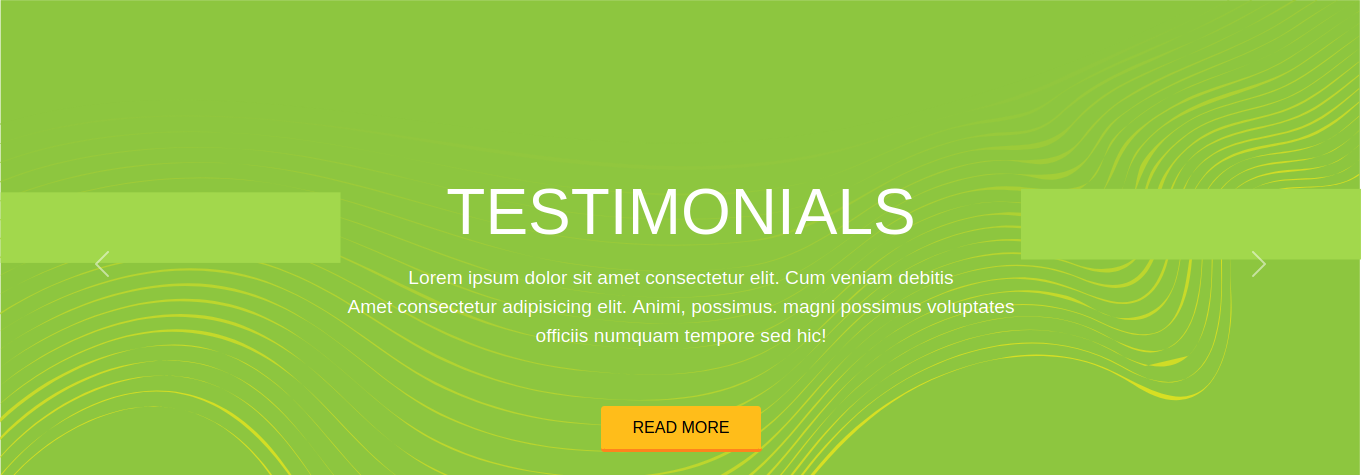 TESTIMONIALS
Lorem ipsum dolor sit amet consectetur elit. Cum veniam debitis
Amet consectetur adipisicing elit. Animi, possimus. magni possimus voluptates
officiis numquam tempore sed hic!
READ MORE